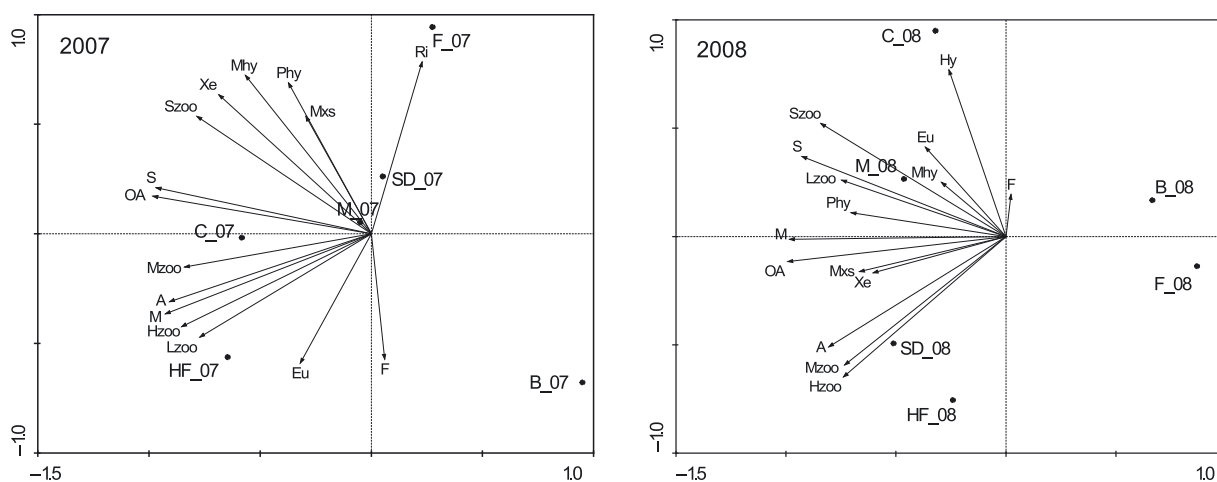 1.0
2007
F_07
Ri
Mhy
Phy
Xe
Szoo
Mxs
S
OA
SD_07
M_07
C_07
Mzoo
A
M
Hzoo
Lzoo
HF_07
Eu
F
B_07
-1.0
-1.5
1.0
1.0
2008
C_08
Hy
Szoo
Eu
S
M_08
Lzoo
Mhy
F
B_08
Phy
M
OA
Mxs
Xe
F_08
A
SD_08
Mzoo
Hzoo
HF_08
-1.0
-1.5
1.0